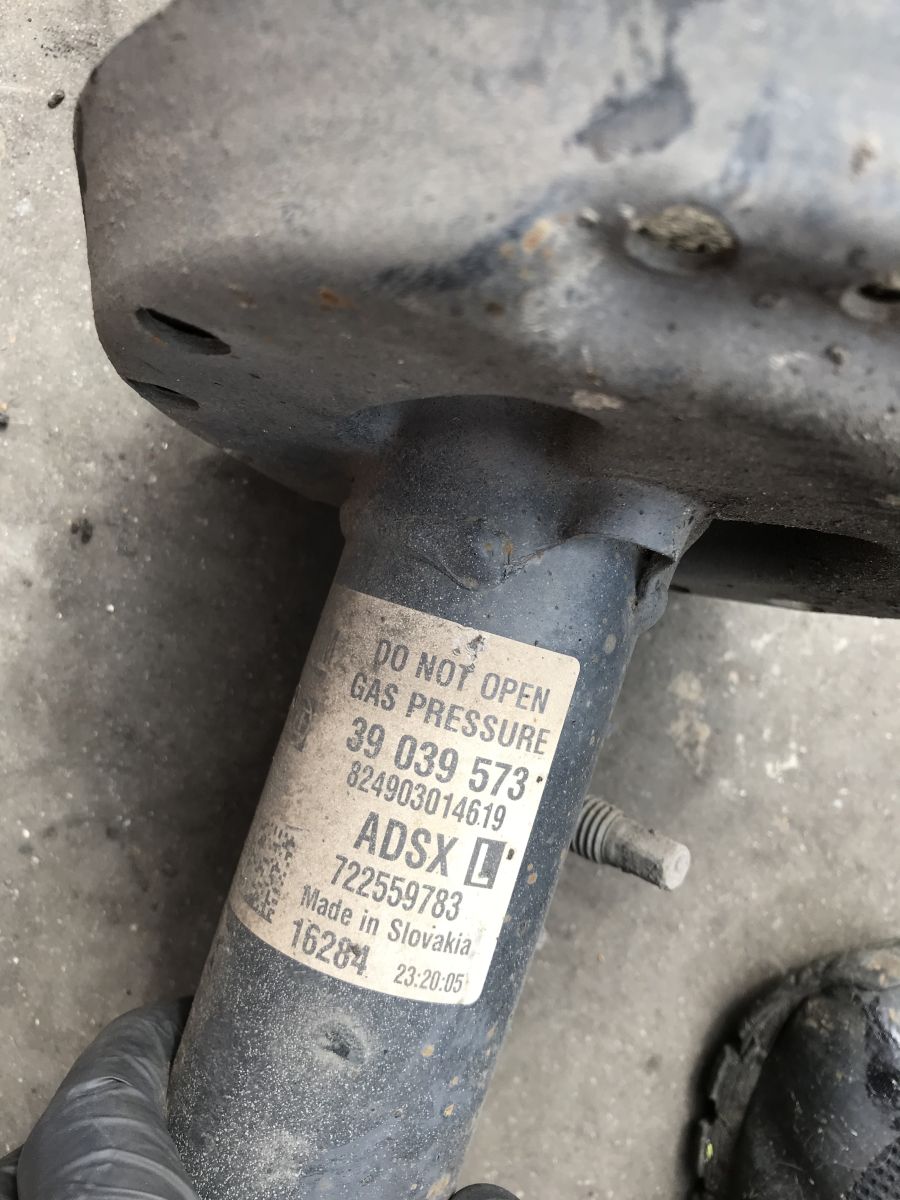 DO NOT OPEN
GAS PRESSURE
39 039 573
824903014619
ADSX L
722559783
Made in Slovakia
16284 23:20:05